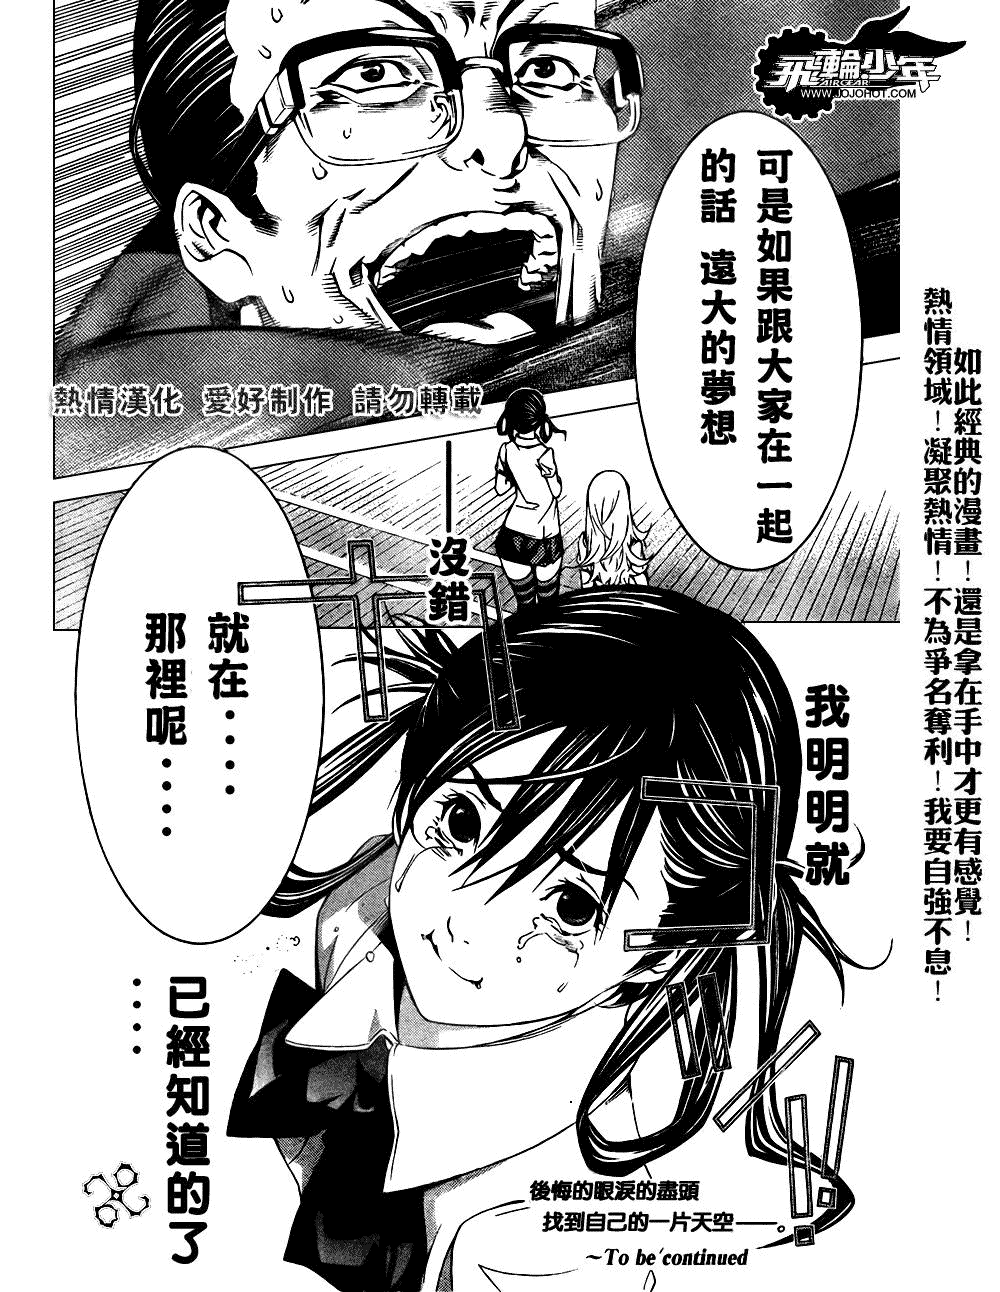 飛輪少年
AIRGEAR
WWW.JOJOHOT.COM
可是如果跟大家在一起
的話 遠大的夢想
熱情漢化 愛好制作 請勿轉載
——沒錯
就在‥‥
那裡呢‥‥
我明明就
已經知道的了
‥‥
後悔的眼淚的盡頭
找到自己的一片天空——。
~To be continued
如此經典的漫畫!還是拿在手中才更有感覺!
熱情領域!凝聚熱情!不為爭名奪利!我要自強不息!